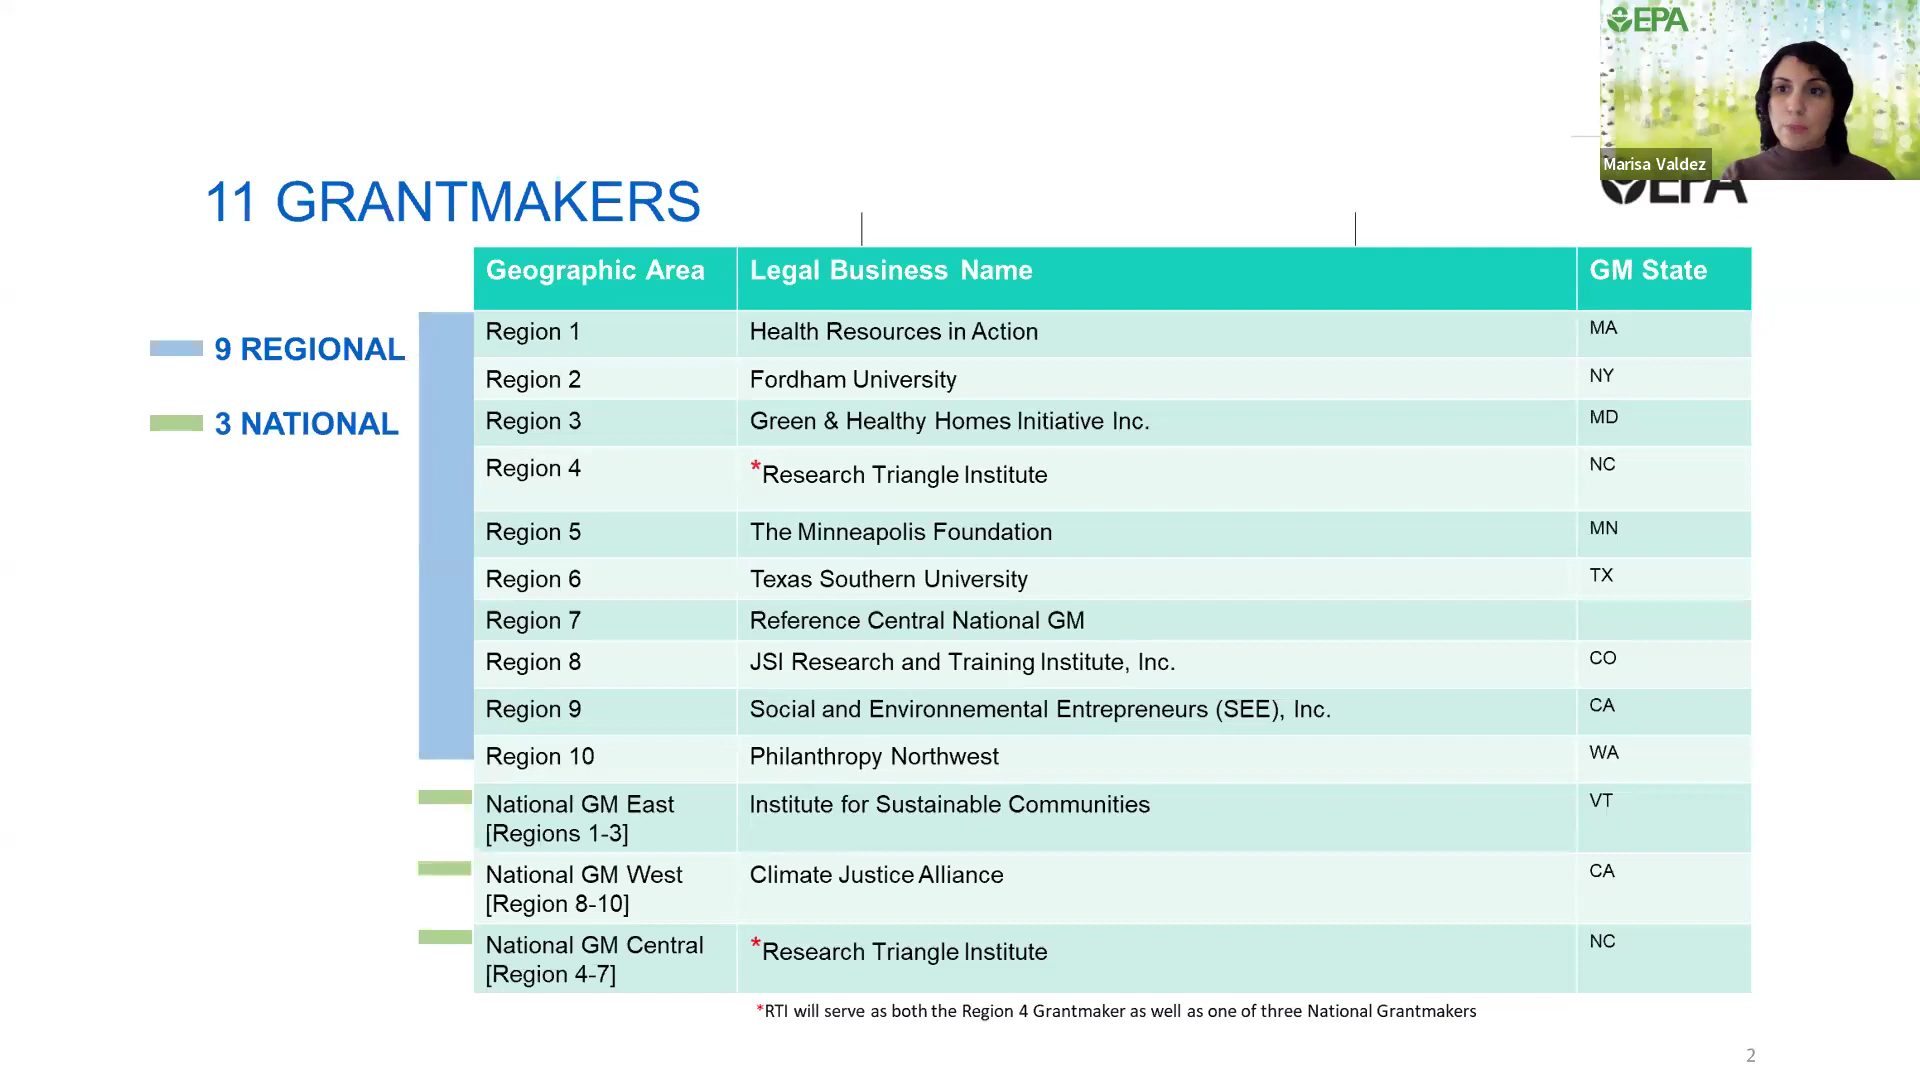 EPA
Marisa Valdez
EPA
11 GRANTMAKERS
9 REGIONAL
3 NATIONAL
Geographic Area Legal Business Name GM State
Region 1 Health Resources in Action MA
Region 2 Fordham University NY
Region 3 Green & Healthy Homes Initiative Inc. MD
Region 4 *Research Triangle Institute NC
Region 5 The Minneapolis Foundation MN
Region 6 Texas Southern University TX
Region 7 Reference Central National GM
Region 8 JSI Research and Training Institute, Inc. CO
Region 9 Social and Environnemental Entrepreneurs (SEE), Inc. CA
Region 10 Philanthropy Northwest WA
National GM East Institute for Sustainable Communities VT
[Regions 1-3]
National GM West Climate Justice Alliance CA
[Region 8-10]
National GM Central *Research Triangle Institute NC
[Region 4-7]
*RTI will serve as both the Region 4 Grantmaker as well as one of three National Grantmakers
2